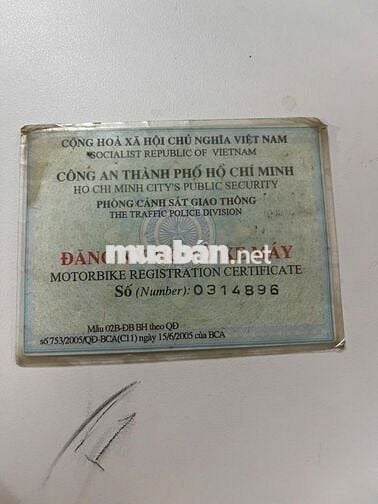 CỘNG HOÀ XÃ HỘI CHỦ NGHĨA VIỆT NAM
SOCIALIST REPUBLIC OF VIETNAM
CÔNG AN THÀNH PHỐ HỒ CHÍ MINH
HO CHI MINH CITY'S PUBLIC SECURITY
PHÒNG CẢNH SÁT GIAO THÔNG
THE TRAFFIC POLICE DIVISION
muabán.net
ĐĂNG XE MÁY
MOTORBIKE REGISTRATION CERTIFICATE
Số (Number): 0314896
Mẫu 02B-ĐB BH theo QĐ
số 753/2005/QĐ-BCA(C11) ngày 15/6/2005 của BCA